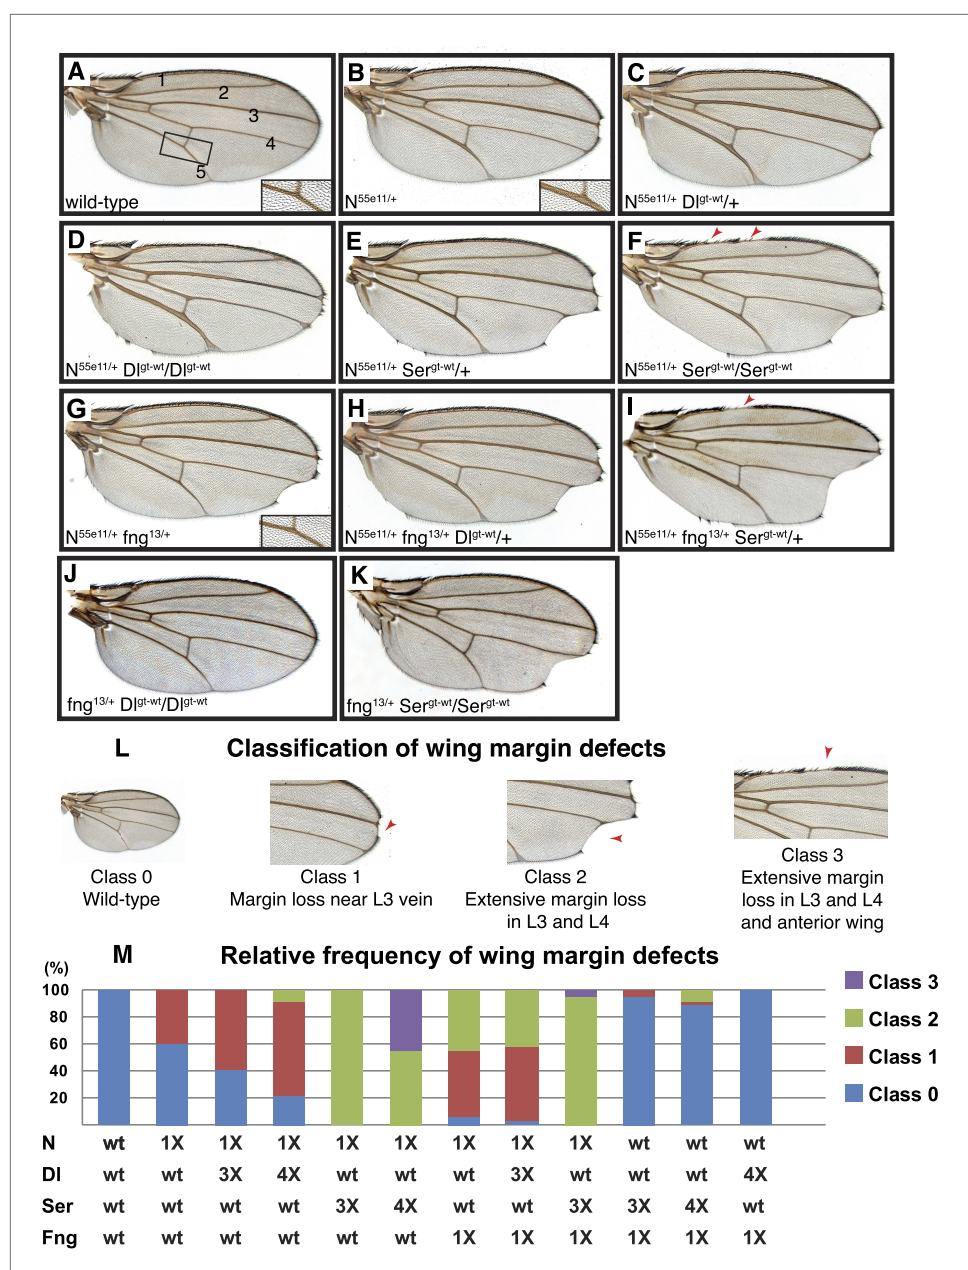 A
1
2
3
4
5
wild-type
B
N55e11/+
C
N55e11/+ Dlgt-wt/+
D
N55e11/+ Dlgt-wt/Dlgt-wt
E
N55e11/+ Sergt-wt/+
F
N55e11/+ Sergt-wt/Sergt-wt
G
N55e11/+ fng13/+
H
N55e11/+ fng13/+ Dlgt-wt/+
I
N55e11/+ fng13/+ Sergt-wt/+
J
fng13/+ Dlgt-wt/Dlgt-wt
K
fng13/+ Sergt-wt/Sergt-wt
L Classification of wing margin defects
Class 0
Wild-type
Class 1
Margin loss near L3 vein
Class 2
Extensive margin loss
in L3 and L4
Class 3
Extensive margin
loss in L3 and L4
and anterior wing
M Relative frequency of wing margin defects
(%)
100
80
60
40
20
Class 3
Class 2
Class 1
Class 0
N wt 1X 1X 1X 1X 1X 1X 1X 1X wt wt wt
Dl wt wt 3X 4X wt wt wt 3X wt wt wt 4X
Ser wt wt wt wt 3X 4X wt wt 3X 3X 4X wt
Fng wt wt wt wt wt wt 1X 1X 1X 1X 1X 1X